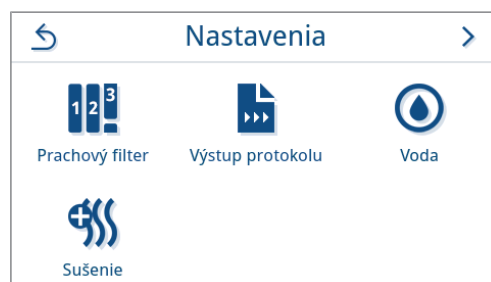 Nastavenia
1 2 3
Prachový filter
Výstup protokolu
Voda
Sušenie